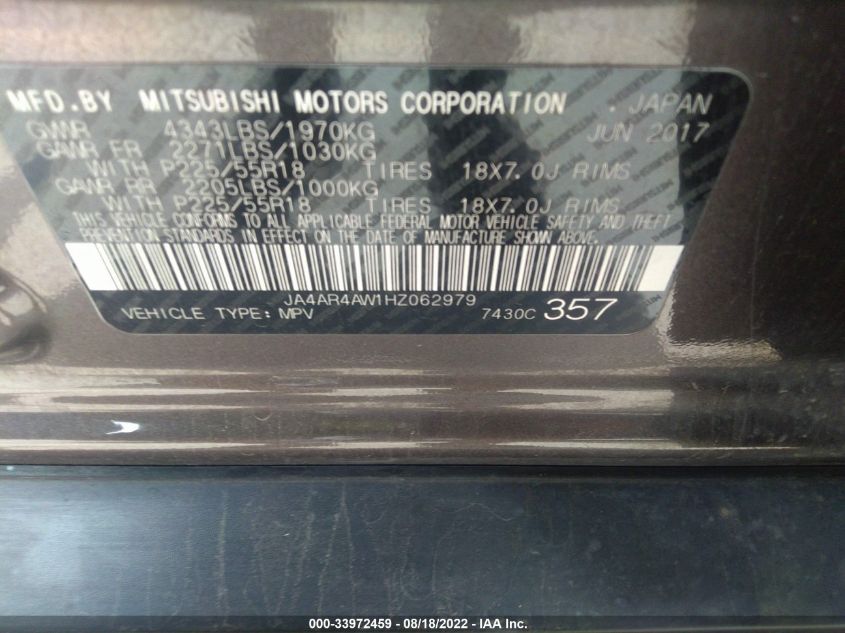 MFD.BY MITSUBISHI MOTORS CORPORATION . JAPAN
GVWR 4343LBS/1970KG JUN 2017
GAWR FR 2271LBS/1030KG
WITH P225/55R18 TIRES 18X7.0J RIMS
GAWR RR 2205LBS/1000KG
WITH P225/55R18 TIRES 18X7.0J RIMS
THIS VEHICLE CONFORMS TO ALL APPLICABLE FEDERAL MOTOR VEHICLE SAFETY AND THEFT
PREVENTION STANDARDS IN EFFECT ON THE DATE OF MANUFACTURE SHOWN ABOVE.
JA4AR4AW1HZ062979
VEHICLE TYPE: MPV 7430C 357
000-33972459 - 08/18/2022 - IAA Inc.